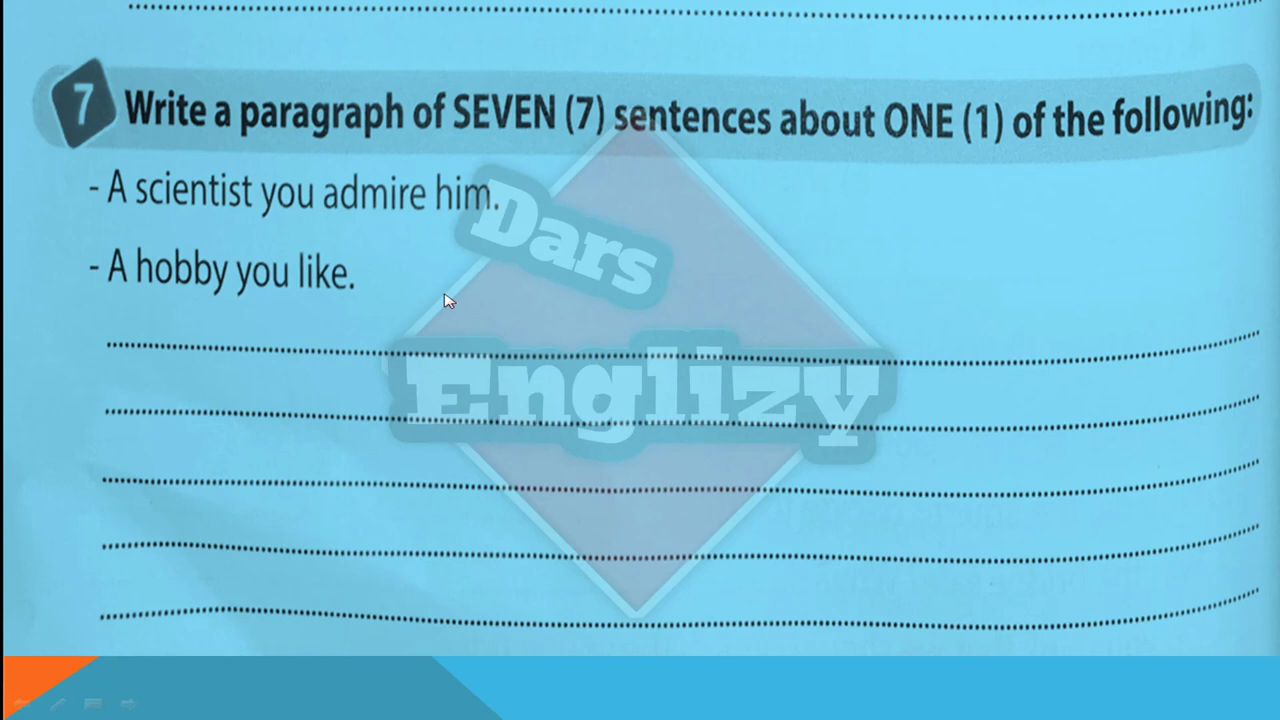 7 Write a paragraph of SEVEN (7) sentences about ONE (1) of the following:
- A scientist you admire him.
- A hobby you like.
Dars
Englizy